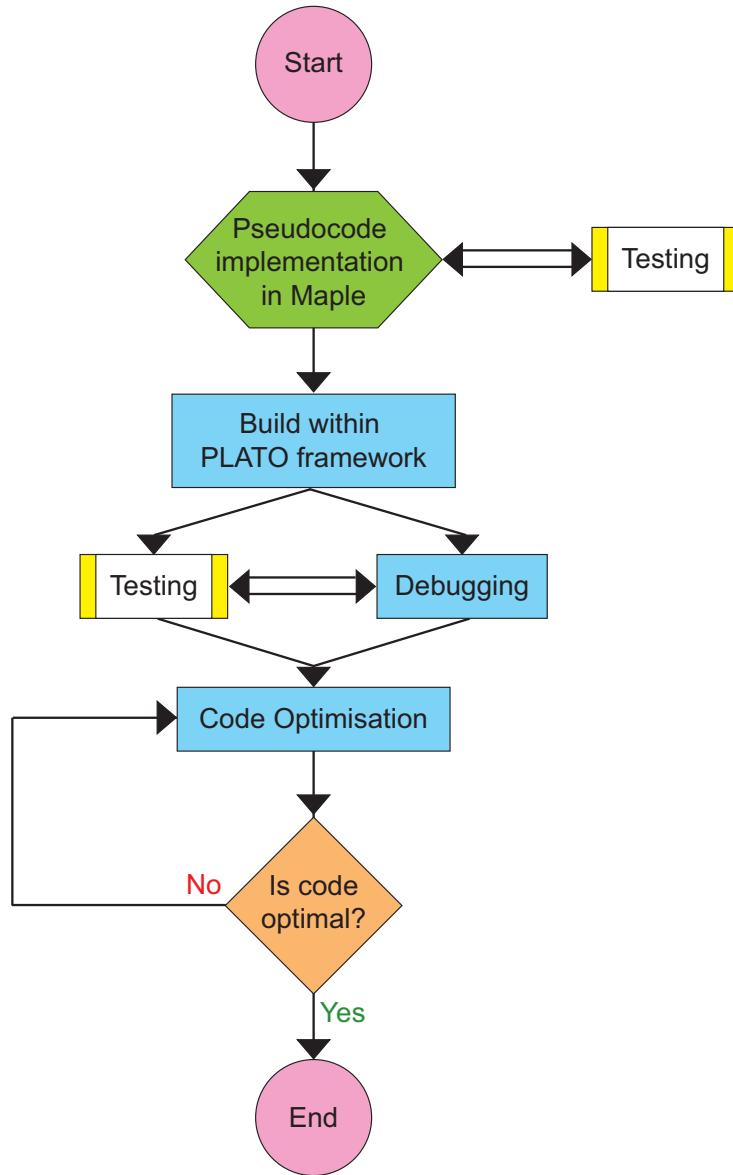 Start
Pseudocode
implementation
in Maple
Testing
Build within
PLATO framework
Testing
Debugging
Code Optimisation
No
Is code
optimal?
Yes
End